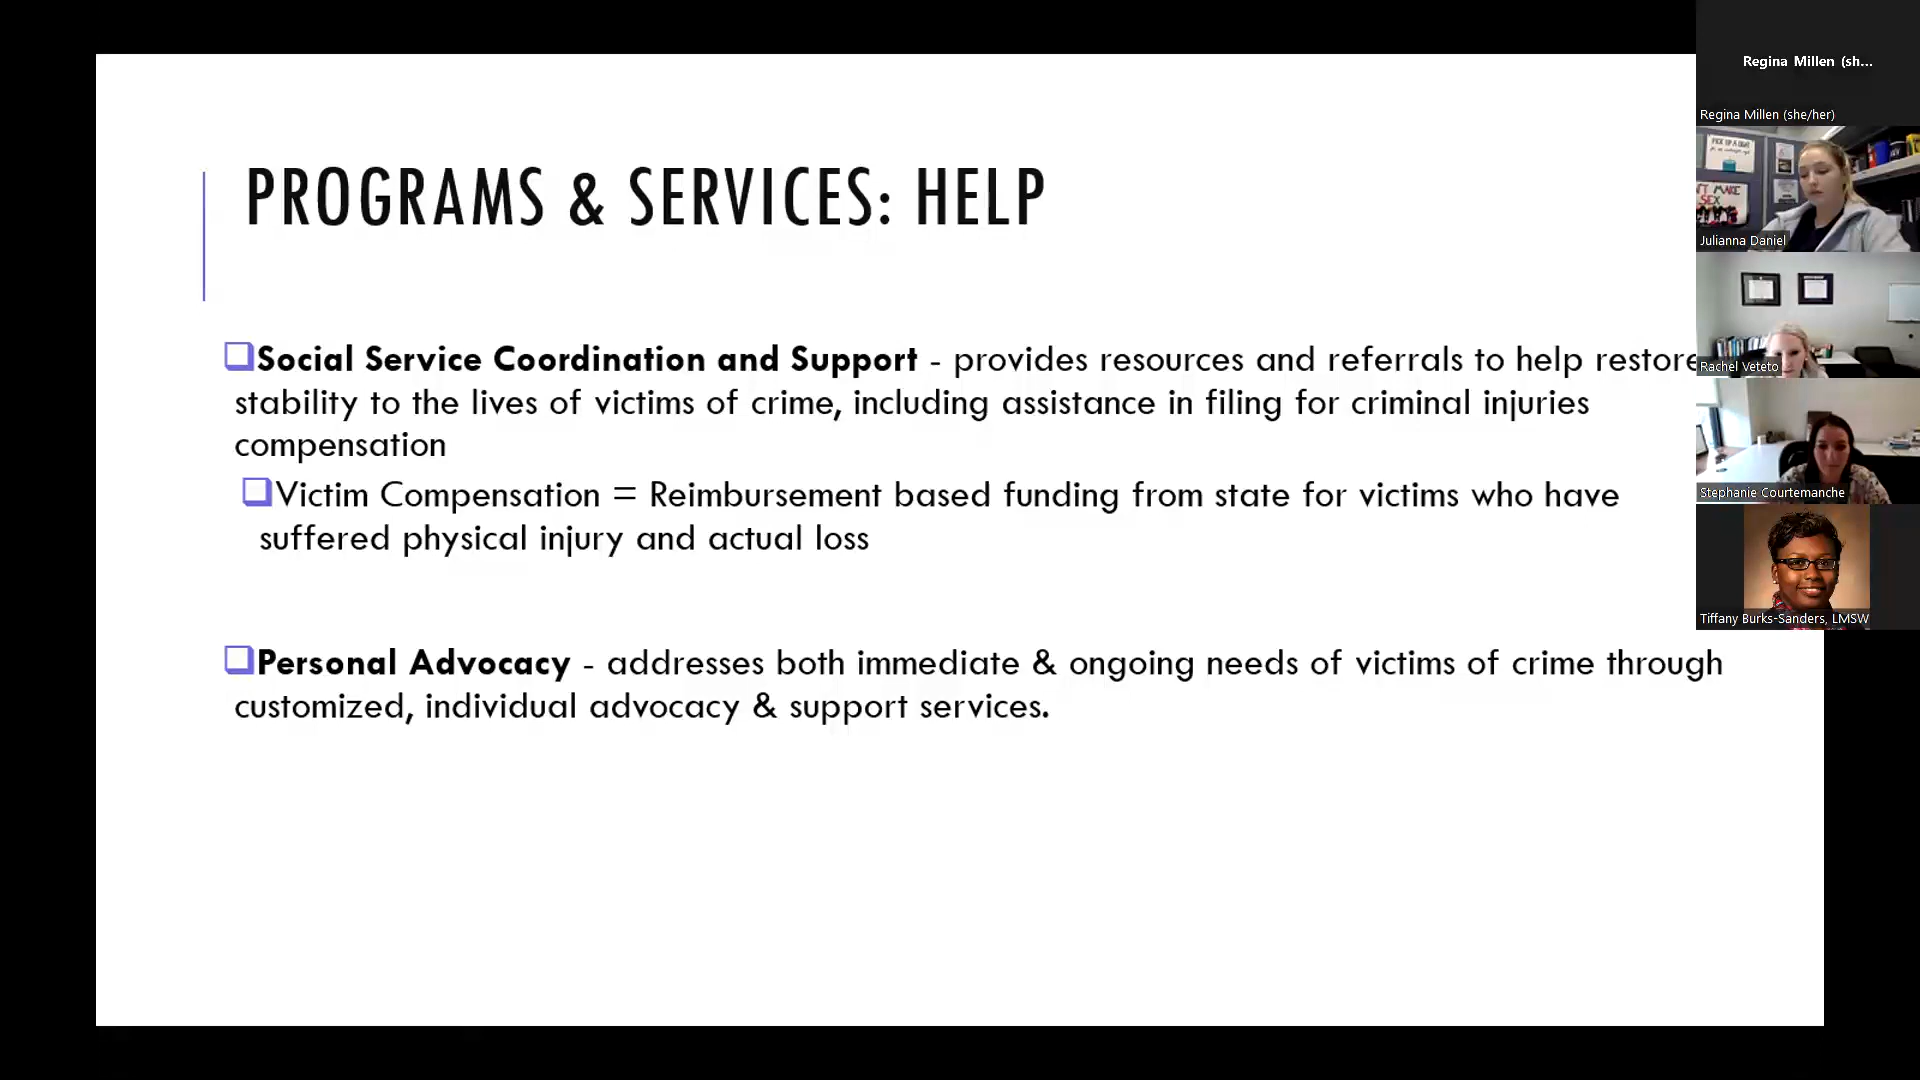 PROGRAMS & SERVICES: HELP
Social Service Coordination and Support - provides resources and referrals to help restore
stability to the lives of victims of crime, including assistance in filing for criminal injuries
compensation
Victim Compensation = Reimbursement based funding from state for victims who have
suffered physical injury and actual loss
Personal Advocacy - addresses both immediate & ongoing needs of victims of crime through
customized, individual advocacy & support services.
Regina Millen (sh...
Regina Millen (she/her)
PICK UP A
MAKE
SEX
Julianna Daniel
Rachel Veteto
Stephanie Courtemanche
Tiffany Burks-Sanders, LMSW